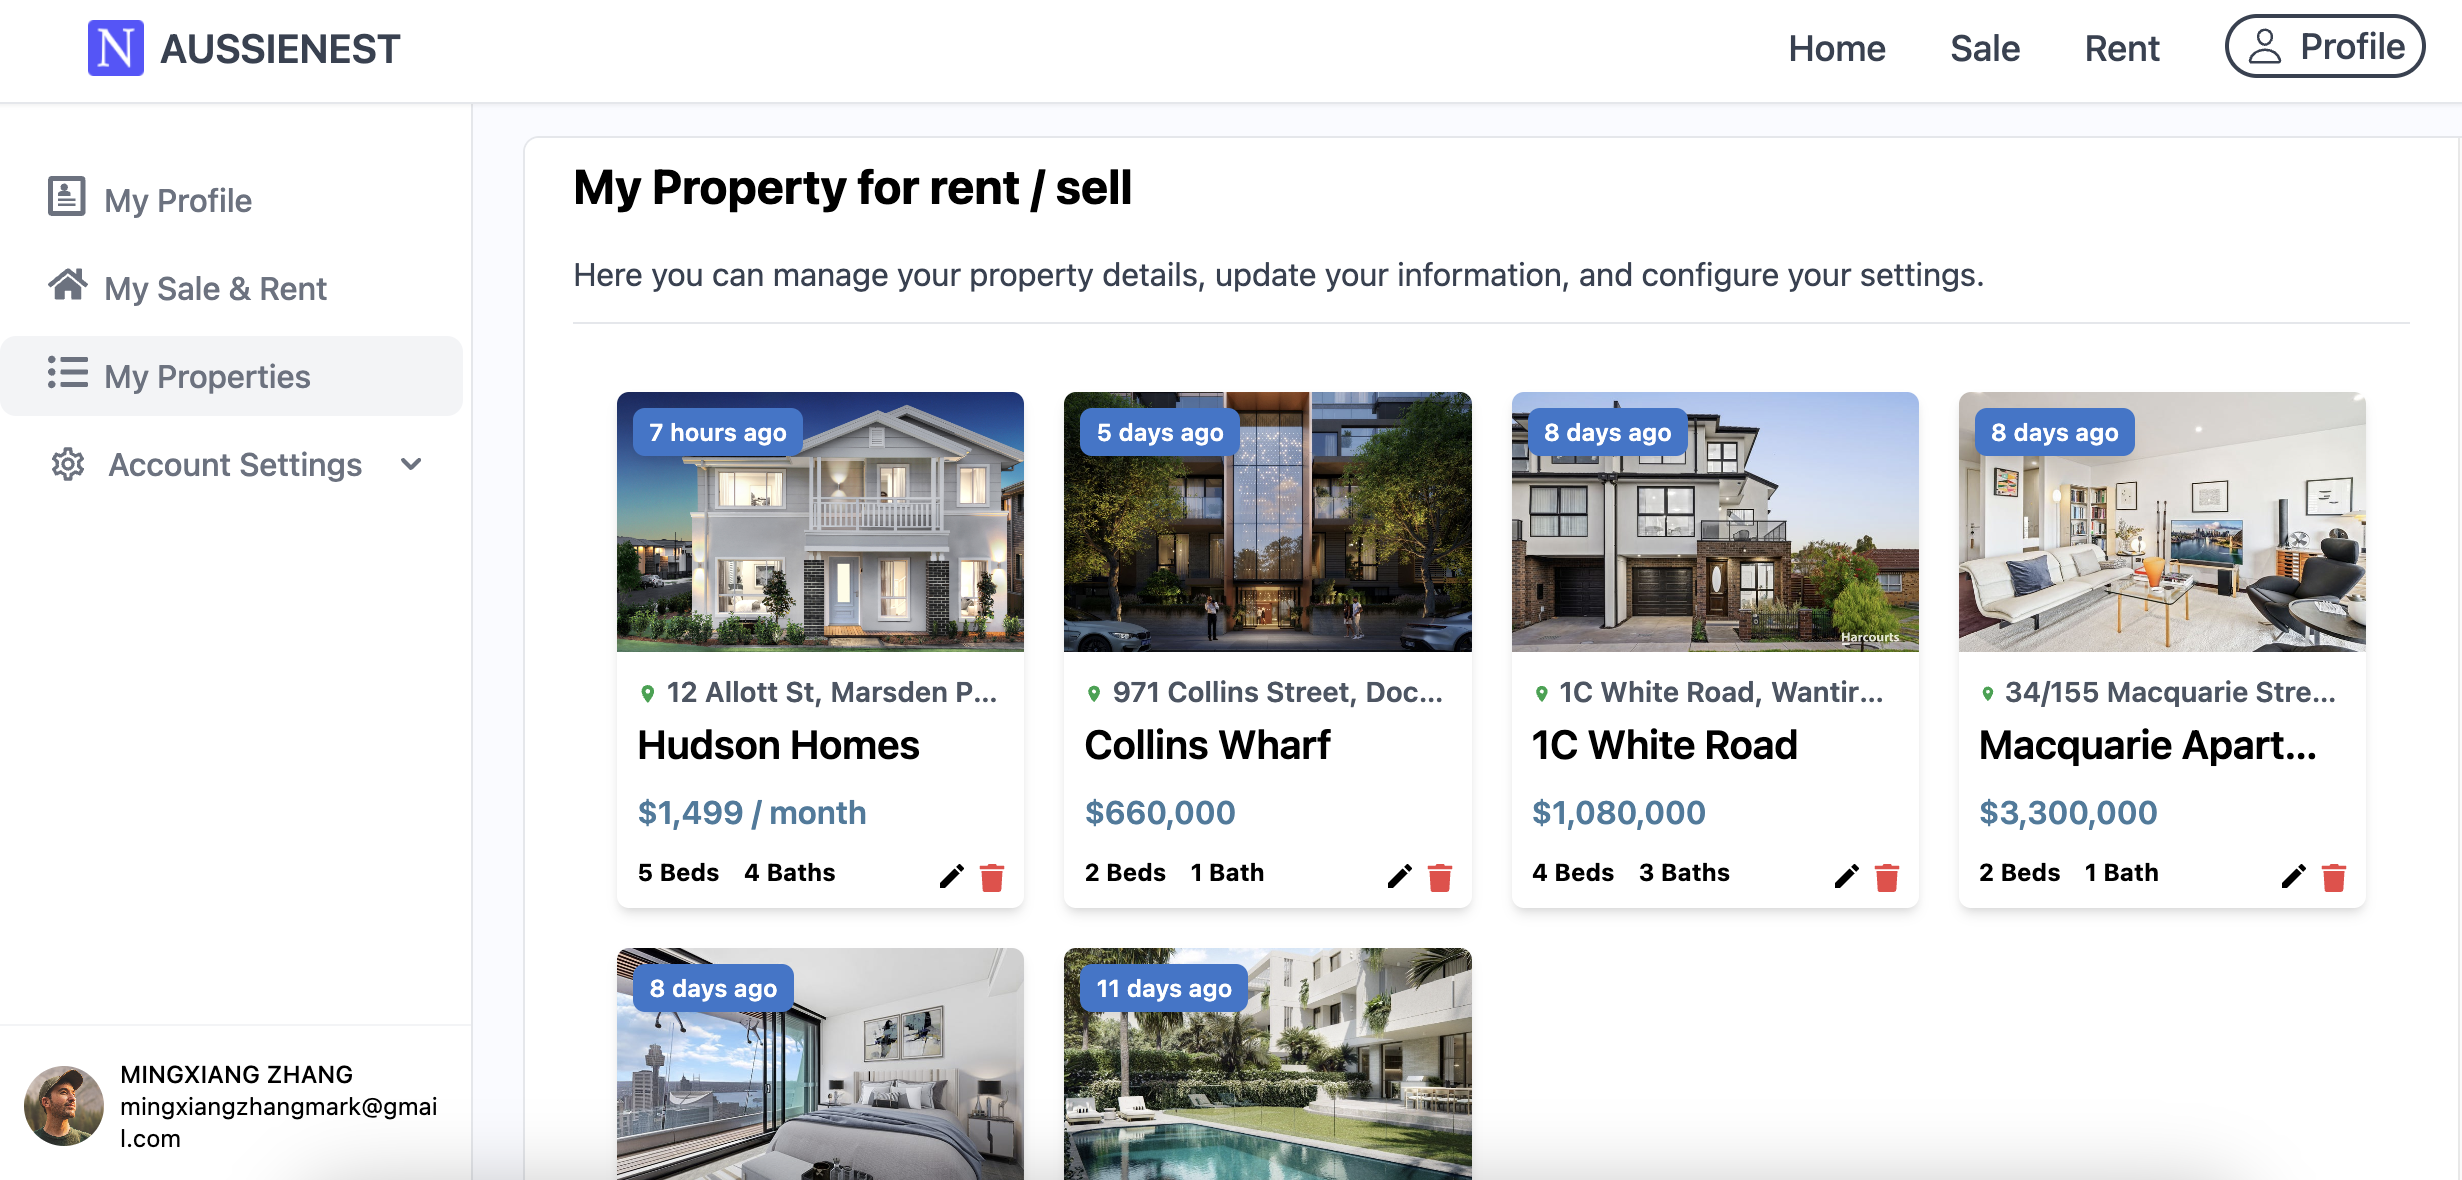 N AUSSIENEST
Home
Sale
Rent
Profile
My Profile
My Sale & Rent
My Properties
Account Settings
MINGXIANG ZHANG
mingxiangzhangmark@gmai
l.com
My Property for rent / sell
Here you can manage your property details, update your information, and configure your settings.
7 hours ago
12 Allott St, Marsden P...
Hudson Homes
$1,499 / month
5 Beds 4 Baths
5 days ago
971 Collins Street, Doc...
Collins Wharf
$660,000
2 Beds 1 Bath
8 days ago
Harcourts
1C White Road, Wantir...
1C White Road
$1,080,000
4 Beds 3 Baths
8 days ago
34/155 Macquarie Stre...
Macquarie Apart...
$3,300,000
2 Beds 1 Bath
8 days ago
11 days ago